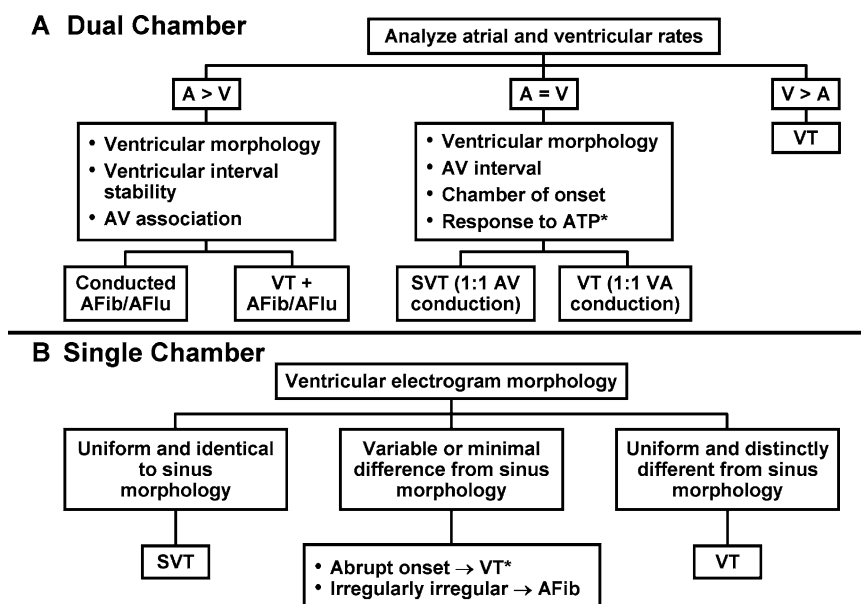 A Dual Chamber
Analyze atrial and ventricular rates
A > V
A = V
V > A
• Ventricular morphology
• Ventricular interval
stability
• AV association
• Ventricular morphology
• AV interval
• Chamber of onset
• Response to ATP*
VT
Conducted
AFib/AFlu
VT +
AFib/AFlu
SVT (1:1 AV
conduction)
VT (1:1 VA
conduction)
B Single Chamber
Ventricular electrogram morphology
Uniform and identical
to sinus
morphology
Variable or minimal
difference from sinus
morphology
Uniform and distinctly
different from sinus
morphology
SVT
• Abrupt onset → VT*
• Irregularly irregular → AFib
VT